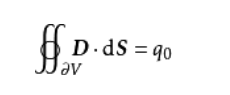 ∯_{∂V} D · dS = q₀